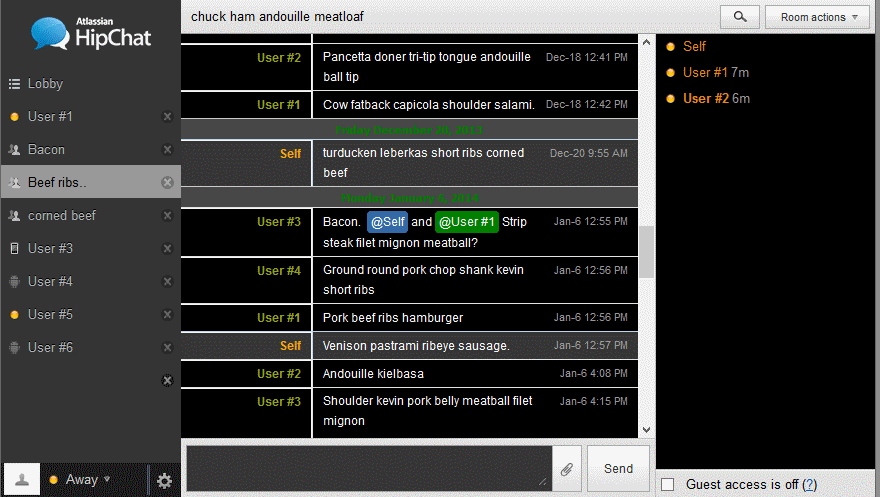 Atlassian
HipChat
Lobby
User #1
Bacon
Beef ribs..
corned beef
User #3
User #4
User #5
User #6
Away
chuck ham andouille meatloaf
Room actions
User #2 Pancetta doner tri-tip tongue andouille Dec-18 12:41 PM
ball tip
User #1 Cow fatback capicola shoulder salami. Dec-18 12:42 PM
Friday December 20, 2013
Self turducken leberkas short ribs corned Dec-20 9:55 AM
beef
Monday January 6, 2014
User #3 Bacon. @Self and @User #1 Strip Jan-6 12:55 PM
steak filet mignon meatball?
User #4 Ground round pork chop shank kevin Jan-6 12:56 PM
short ribs
User #1 Pork beef ribs hamburger Jan-6 12:56 PM
Self Venison pastrami ribeye sausage. Jan-6 12:57 PM
User #2 Andouille kielbasa Jan-6 4:08 PM
User #3 Shoulder kevin pork belly meatball filet Jan-6 4:15 PM
mignon
Send
Self
User #1 7m
User #2 6m
Guest access is off (?)